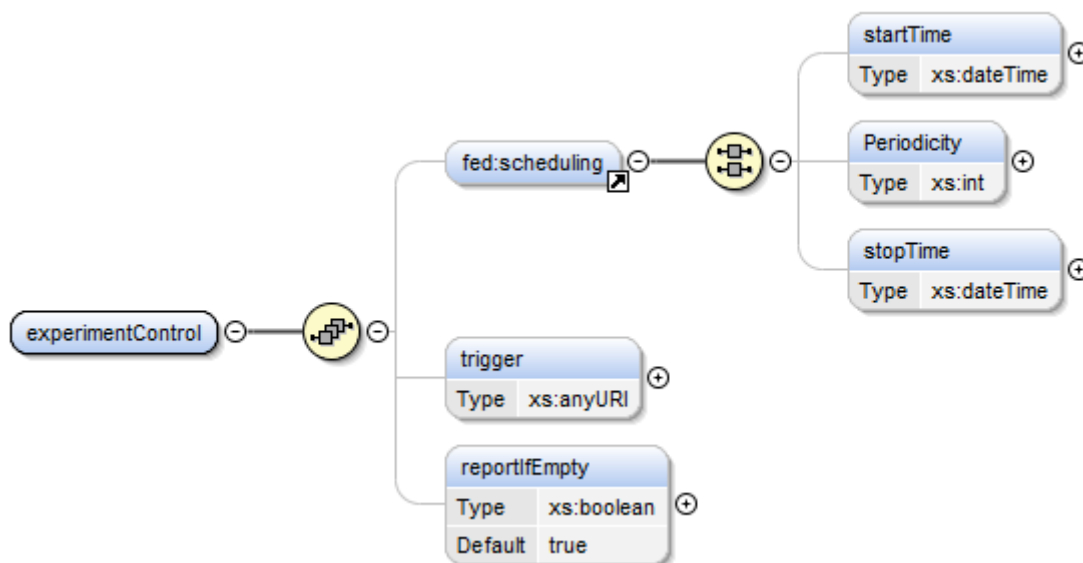 startTime
Type xs:dateTime
Periodicity
Type xs:int
stopTime
Type xs:dateTime
fed:scheduling
experimentControl
trigger
Type xs:anyURI
reportIfEmpty
Type xs:boolean
Default true